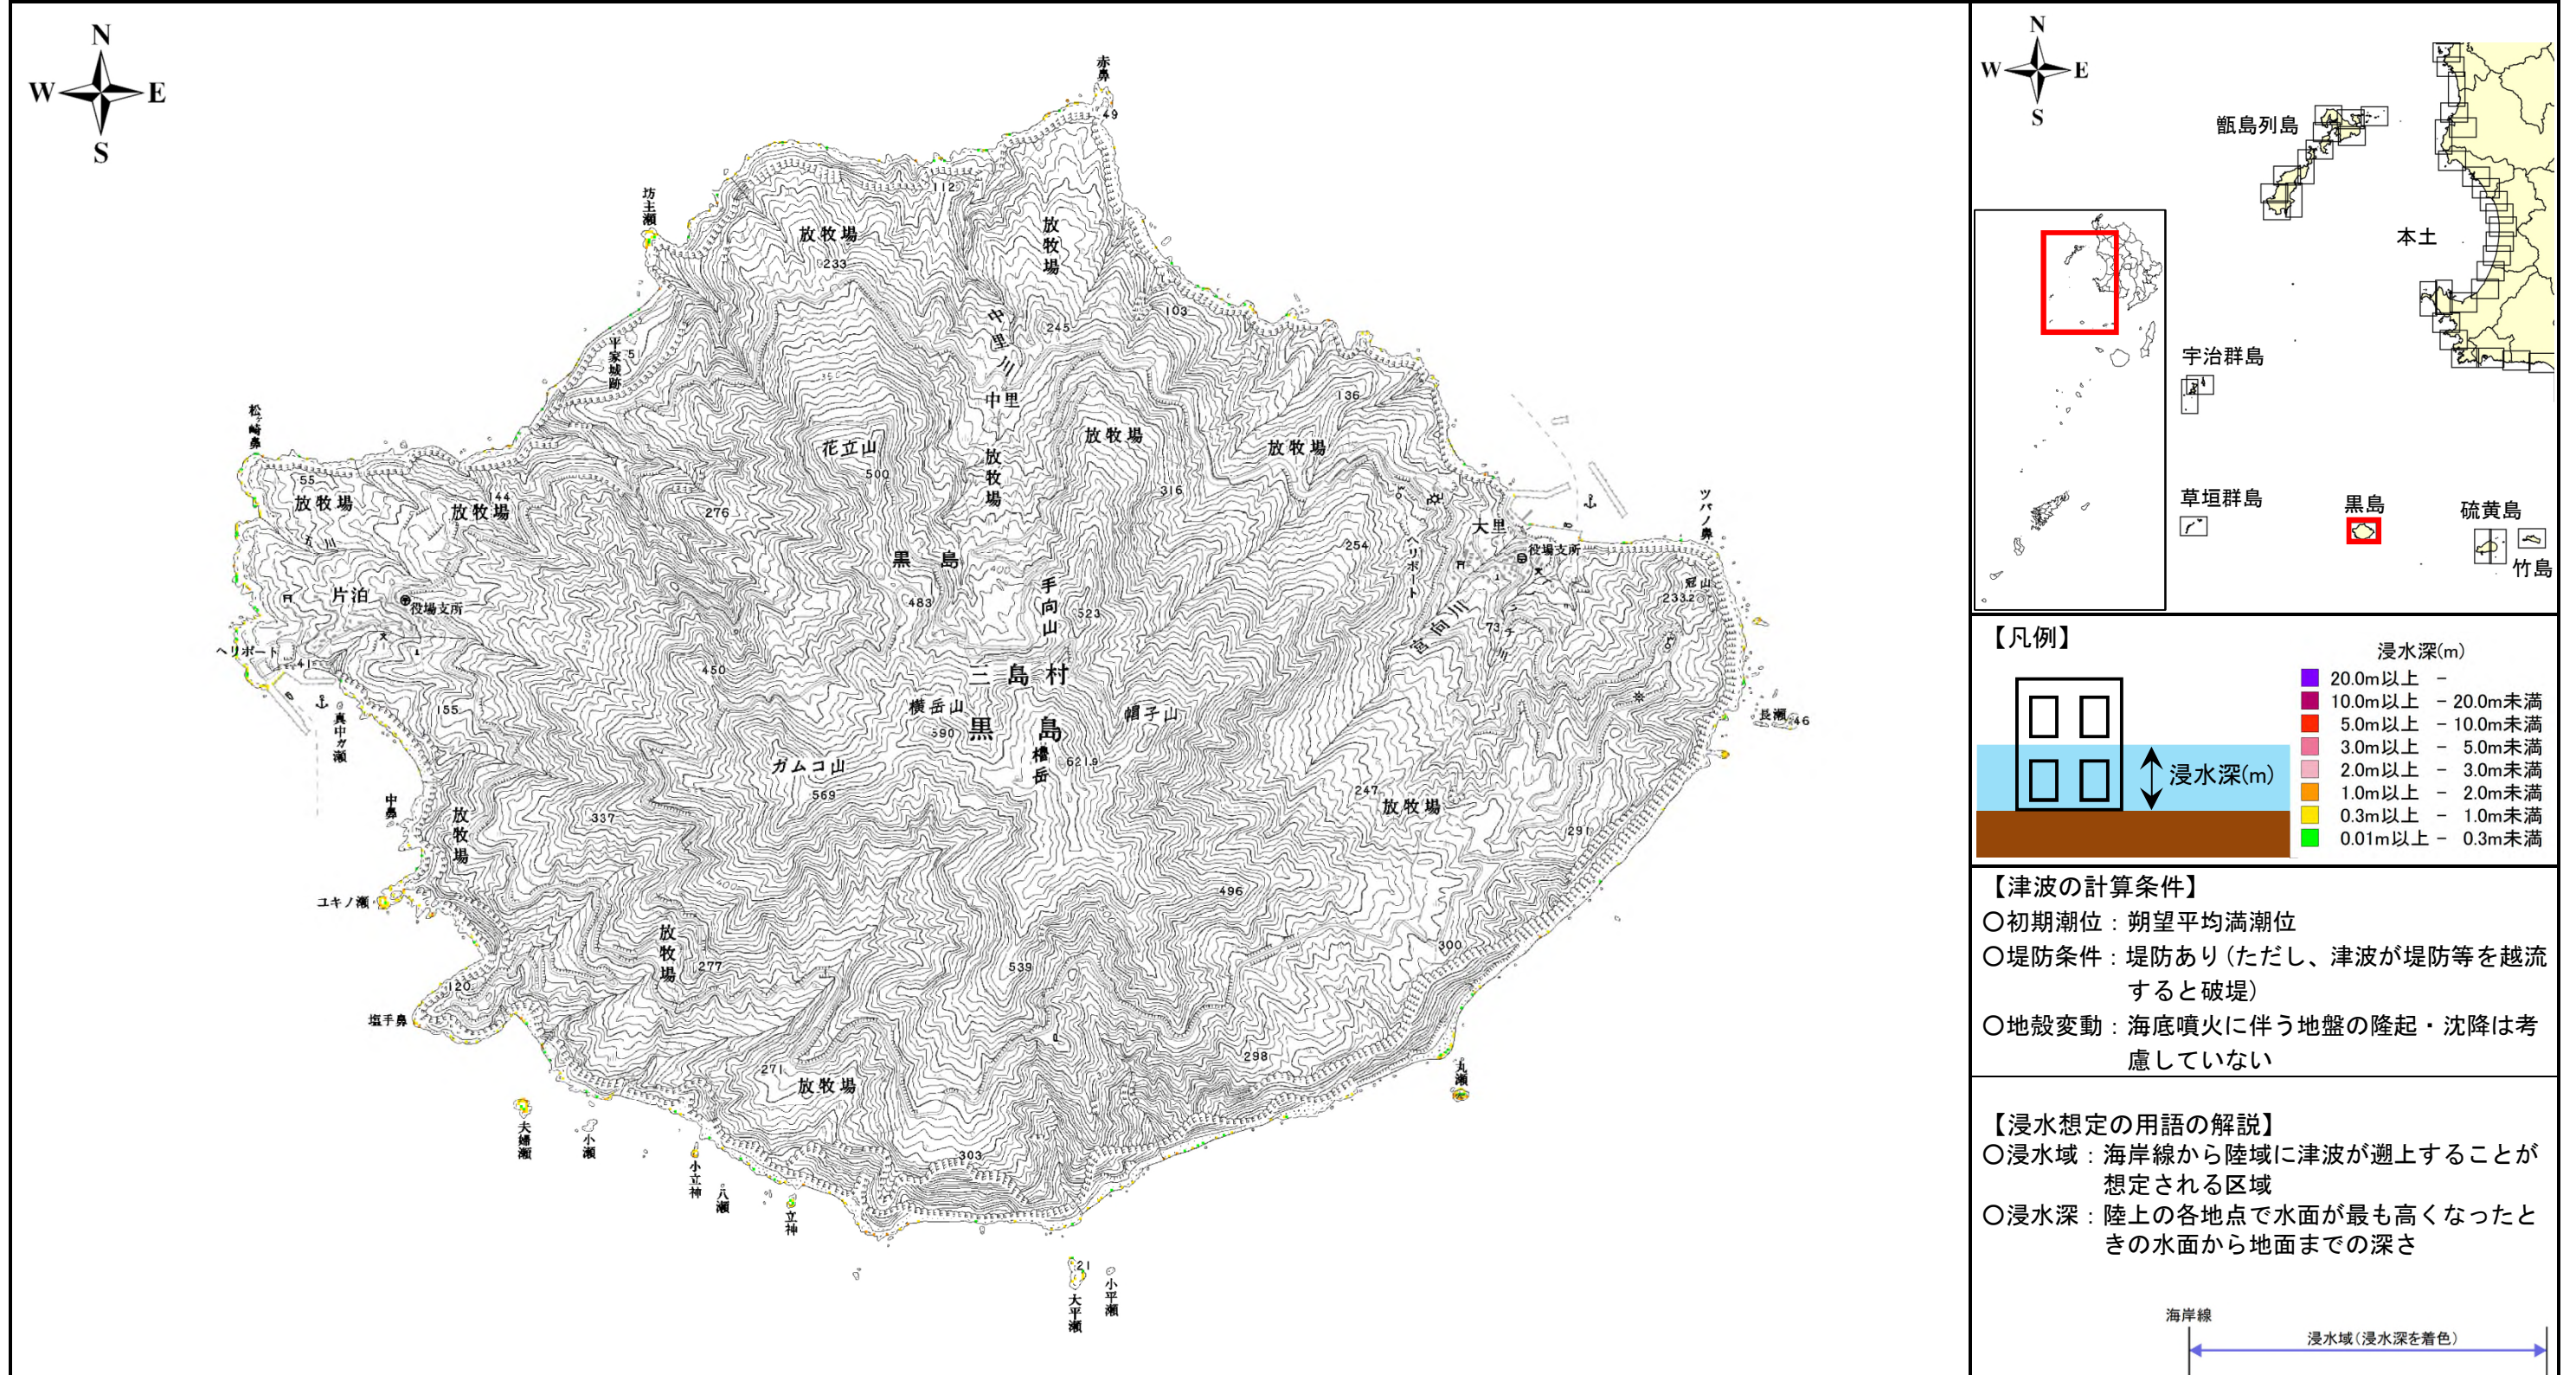 N
W
E
S
赤鼻
49
112
坊主瀬
放牧場
233
放牧場
103
中里川
245
平家城跡
51
中里
136
松ヶ崎鼻
花立山
500
放牧場
放牧場
放牧場
316
55
放牧場
144
放牧場
276
ツバノ鼻
大里
254
ヘリポート
役場支所
黒島
400
冠山
233.2
片泊
役場支所
483
手向山
523
宮向川
73
ヘリポート
41
450
三島村
155
横岳山
590
黒島
帽子山
長瀬
46
真中ガ瀬
櫓岳
621.9
ガムコ山
569
247
放牧場
中鼻
放牧場
337
291
400
496
ユキノ瀬
放牧場
277
300
539
120
塩手鼻
298
271
放牧場
丸瀬
夫婦瀬
小瀬
303
小立神
八瀬
立神
21
大平瀬
小平瀬
N
W
E
S
甑島列島
本土
宇治群島
草垣群島
黒島
硫黄島
竹島
【凡例】
浸水深(m)
20.0m以上 -
10.0m以上 - 20.0m未満
5.0m以上 - 10.0m未満
3.0m以上 - 5.0m未満
2.0m以上 - 3.0m未満
1.0m以上 - 2.0m未満
0.3m以上 - 1.0m未満
0.01m以上 - 0.3m未満
浸水深(m)
【津波の計算条件】
○初期潮位：朔望平均満潮位
○堤防条件：堤防あり（ただし、津波が堤防等を越流
すると破堤）
○地殻変動：海底噴火に伴う地盤の隆起・沈降は考
慮していない
【浸水想定の用語の解説】
○浸水域：海岸線から陸域に津波が遡上することが
想定される区域
○浸水深：陸上の各地点で水面が最も高くなったと
きの水面から地面までの深さ
海岸線
浸水域（浸水深を着色）